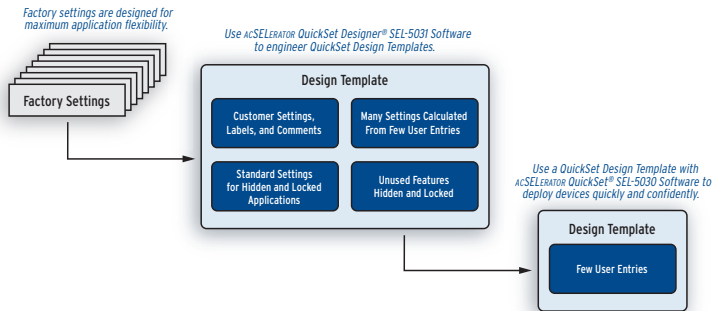 Factory settings are designed for
maximum application flexibility.
Factory Settings
Use ACSELERATOR QuickSet Designer® SEL-5031 Software
to engineer QuickSet Design Templates.
Design Template
Customer Settings,
Labels, and Comments
Many Settings Calculated
From Few User Entries
Standard Settings
for Hidden and Locked
Applications
Unused Features
Hidden and Locked
Use a QuickSet Design Template with
ACSELERATOR QuickSet® SEL-5030 Software to
deploy devices quickly and confidently.
Design Template
Few User Entries